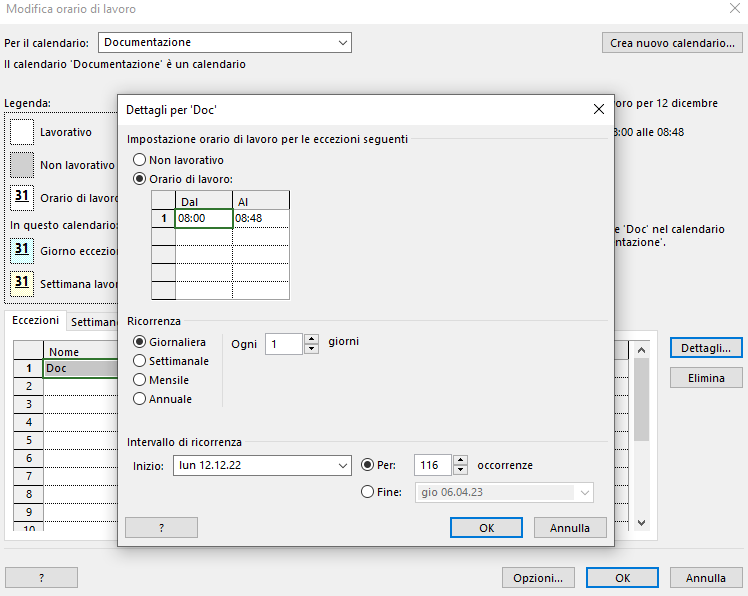 Modifica orario di lavoro
Per il calendario: Documentazione Crea nuovo calendario...
Il calendario 'Documentazione' è un calendario
Legenda:
Lavorativo
Non lavorativo
31 Orario di lavoro
In questo calendario:
31 Giorno eccezio
31 Settimana lavor
oro per 12 dicembre
8:00 alle 08:48
e 'Doc' nel calendario
ntazione'.
Dettagli per 'Doc'
Impostazione orario di lavoro per le eccezioni seguenti
Non lavorativo
Orario di lavoro:
Dal Al
1 08:00 08:48
Ricorrenza
Giornaliera
Settimanale
Mensile
Annuale
Ogni 1 giorni
Intervallo di ricorrenza
Inizio: lun 12.12.22 Per: 116 occorrenze
Fine: gio 06.04.23
? OK Annulla
Eccezioni Settiman
Nome
1 Doc
2
3
4
5
6
7
8
9
10
Dettagli...
Elimina
? Opzioni... OK Annulla